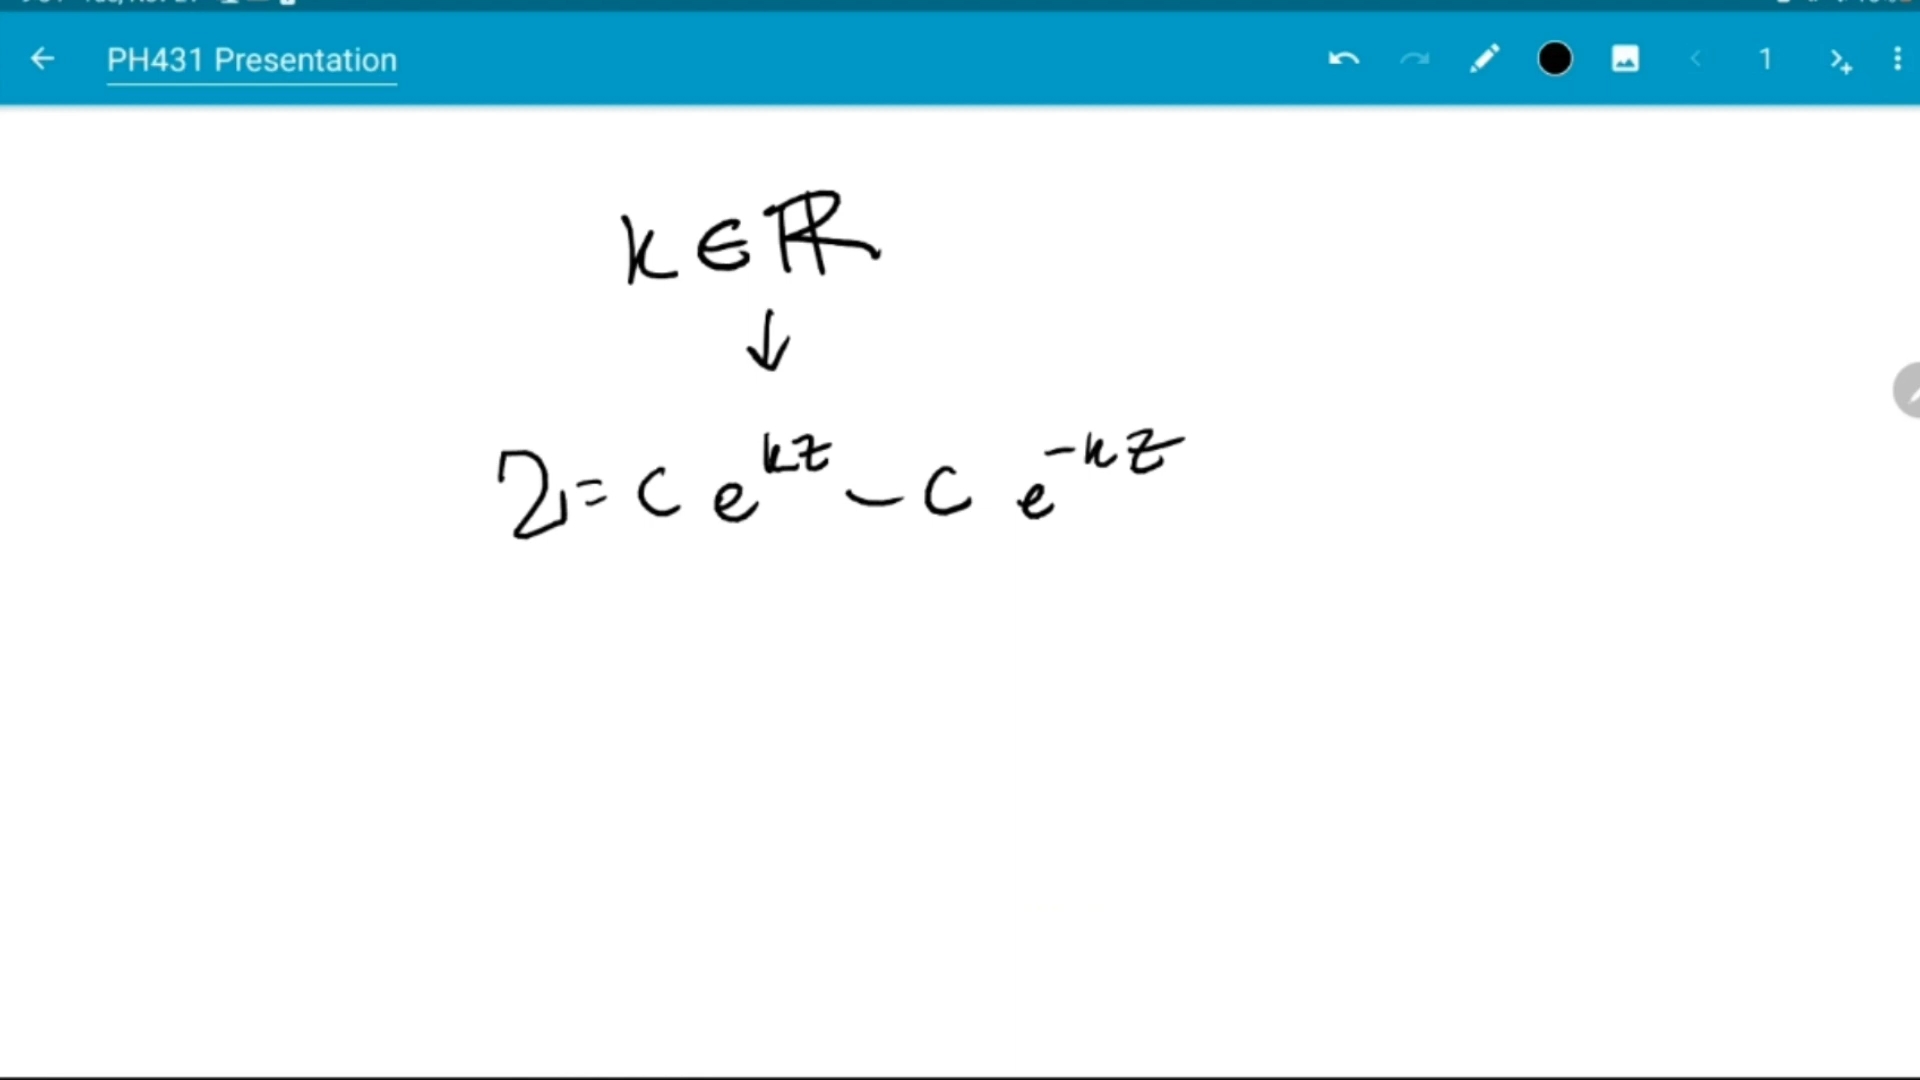 PH431 Presentation
1
k ∈ ℝ
↓
Z = c e^{kz} - c e^{-kz}